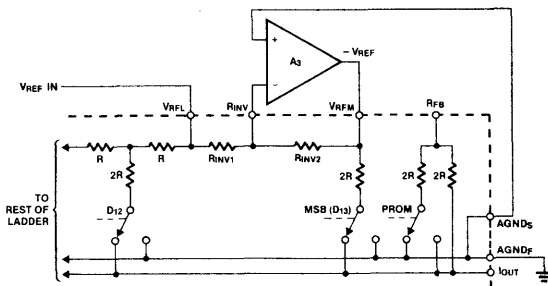 +
A3
−
− VREF
VREF IN
VRFL
RINV
VRFM
RFB
R
R
RINV1
RINV2
2R
2R
2R
2R
TO
REST OF
LADDER
D12
MSB (D13)
PROM
AGNDS
AGNDF
IOUT